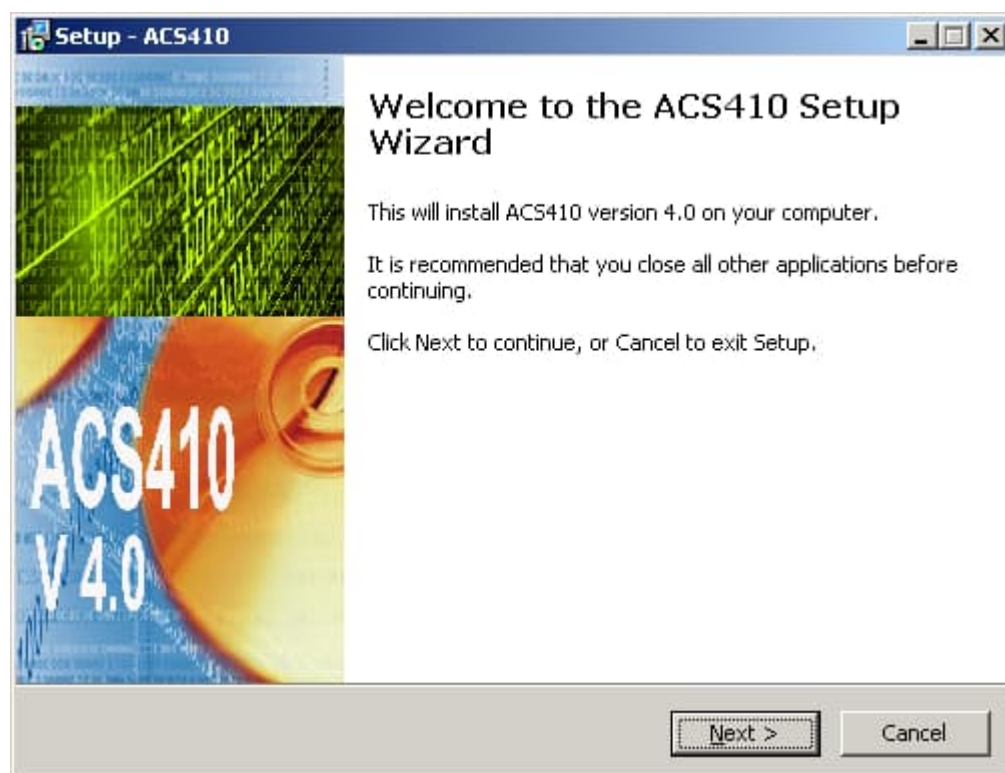 Setup - ACS410
Welcome to the ACS410 Setup
Wizard
This will install ACS410 version 4.0 on your computer.
It is recommended that you close all other applications before
continuing.
Click Next to continue, or Cancel to exit Setup.
ACS410
V 4.0
Next >
Cancel